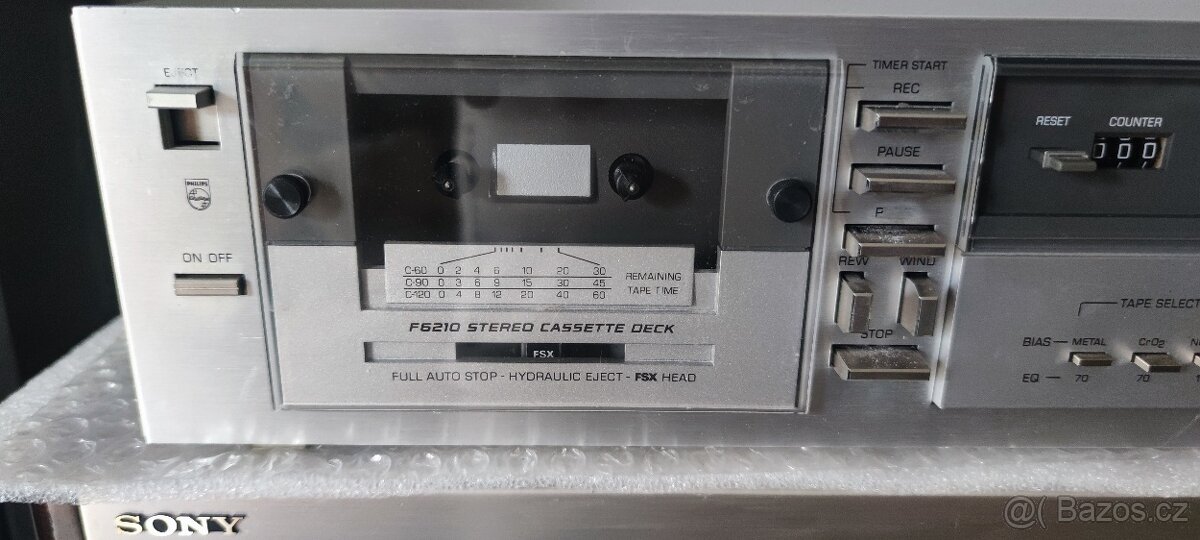 EJECT
PHILIPS
ON OFF
C-60 0 2 4 6 10 20 30
C-90 0 3 6 9 15 30 45
C-120 0 4 8 12 20 40 60
REMAINING
TAPE TIME
F6210 STEREO CASSETTE DECK
FSX
FULL AUTO STOP - HYDRAULIC EJECT - FSX HEAD
TIMER START
REC
PAUSE
P
REW WIND
STOP
RESET COUNTER
000
TAPE SELECT
BIAS METAL CrO2
EQ 70 70
SONY
@( Bazos.cz